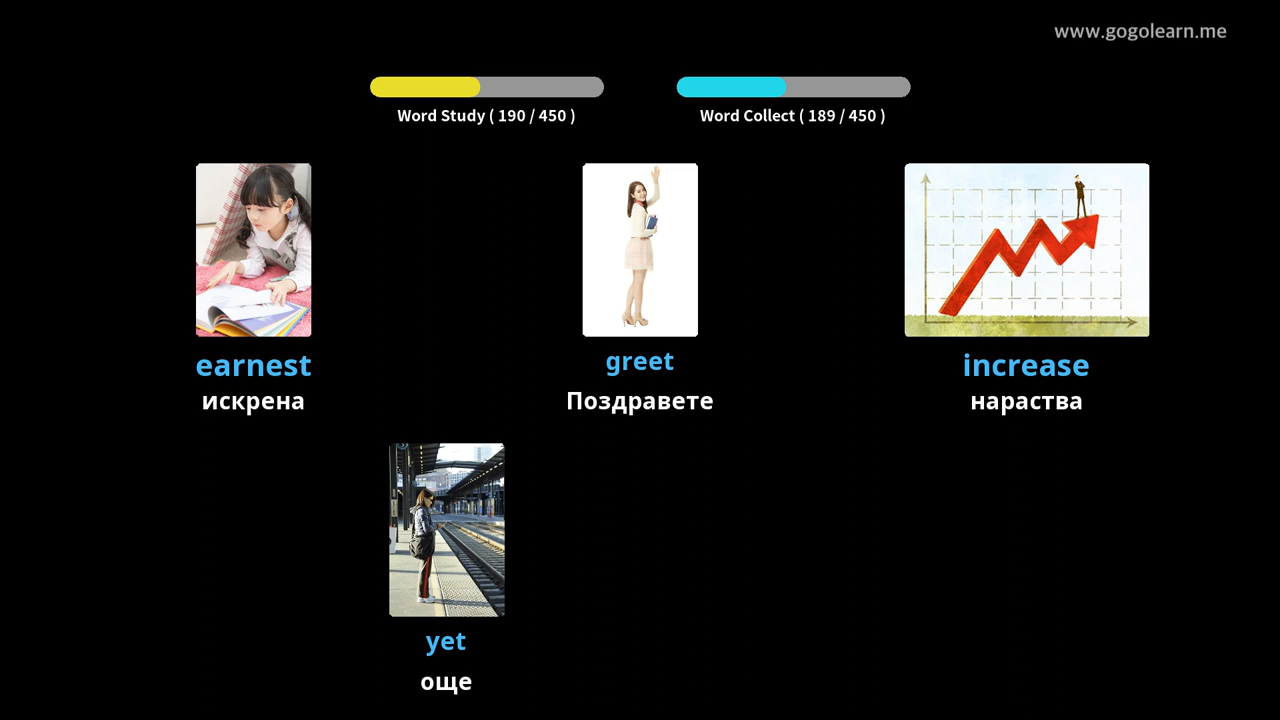 www.gogolearn.me
Word Study ( 190 / 450 )
Word Collect ( 189 / 450 )
earnest
искрена
greet
Поздравете
increase
нараства
yet
още